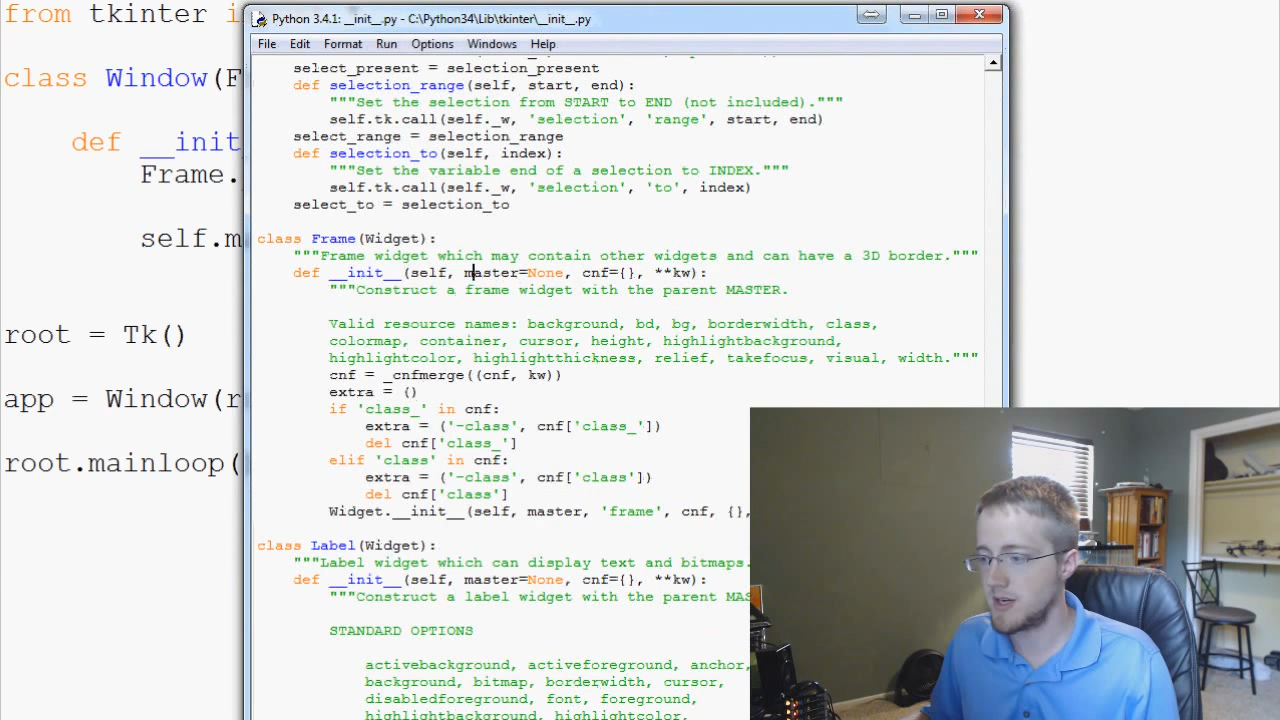 from tkinter i
class Window(F
def __init
Frame.
self.m
root = Tk()
app = Window(r
root.mainloop(
Python 3.4.1: __init__.py - C:\Python34\Lib\tkinter\__init__.py
File Edit Format Run Options Windows Help
select_present = selection_present
def selection_range(self, start, end):
"""Set the selection from START to END (not included)."""
self.tk.call(self._w, 'selection', 'range', start, end)
select_range = selection_range
def selection_to(self, index):
"""Set the variable end of a selection to INDEX."""
self.tk.call(self._w, 'selection', 'to', index)
select_to = selection_to
class Frame(Widget):
"""Frame widget which may contain other widgets and can have a 3D border."""
def __init__(self, master=None, cnf={}, **kw):
"""Construct a frame widget with the parent MASTER.
Valid resource names: background, bd, bg, borderwidth, class,
colormap, container, cursor, height, highlightbackground,
highlightcolor, highlightthickness, relief, takefocus, visual, width."""
cnf = _cnfmerge((cnf, kw))
extra = ()
if 'class_' in cnf:
extra = ('-class', cnf['class_'])
del cnf['class_']
elif 'class' in cnf:
extra = ('-class', cnf['class'])
del cnf['class']
Widget.__init__(self, master, 'frame', cnf, {},
class Label(Widget):
"""Label widget which can display text and bitmaps.
def __init__(self, master=None, cnf={}, **kw):
"""Construct a label widget with the parent MAS
STANDARD OPTIONS
activebackground, activeforeground, anchor,
background, bitmap, borderwidth, cursor,
disabledforeground, font, foreground,
highlightbackground, highlightcolor,